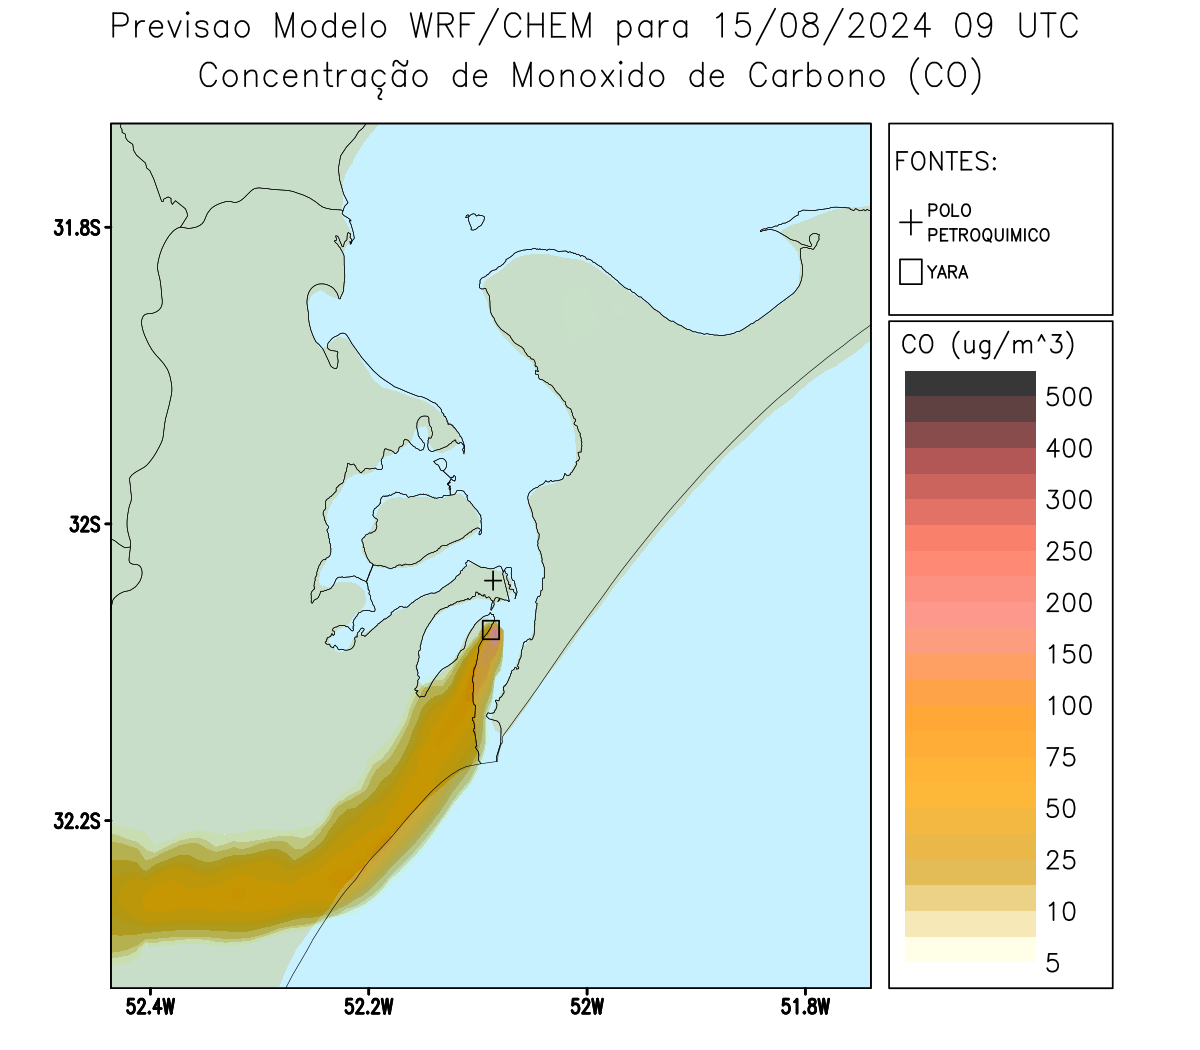 Previsao Modelo WRF/CHEM para 15/08/2024 09 UTC
Concentração de Monoxido de Carbono (CO)
FONTES:
POLO
PETROQUIMICO
YARA
CO (ug/m^3)
500
400
300
250
200
150
100
75
50
25
10
5
31.8S
32S
32.2S
52.4W
52.2W
52W
51.8W